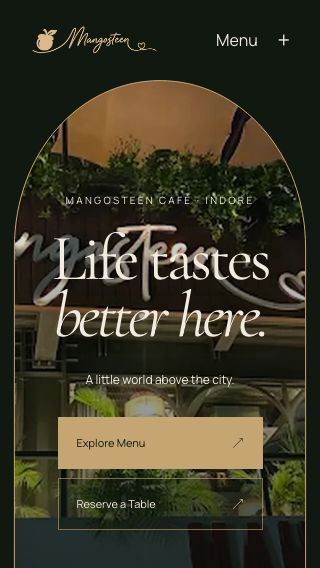 Mangosteen
Menu +
MANGOSTEEN CAFÉ · INDORE
Life tastes
better here.
A little world above the city.
Explore Menu
Reserve a Table